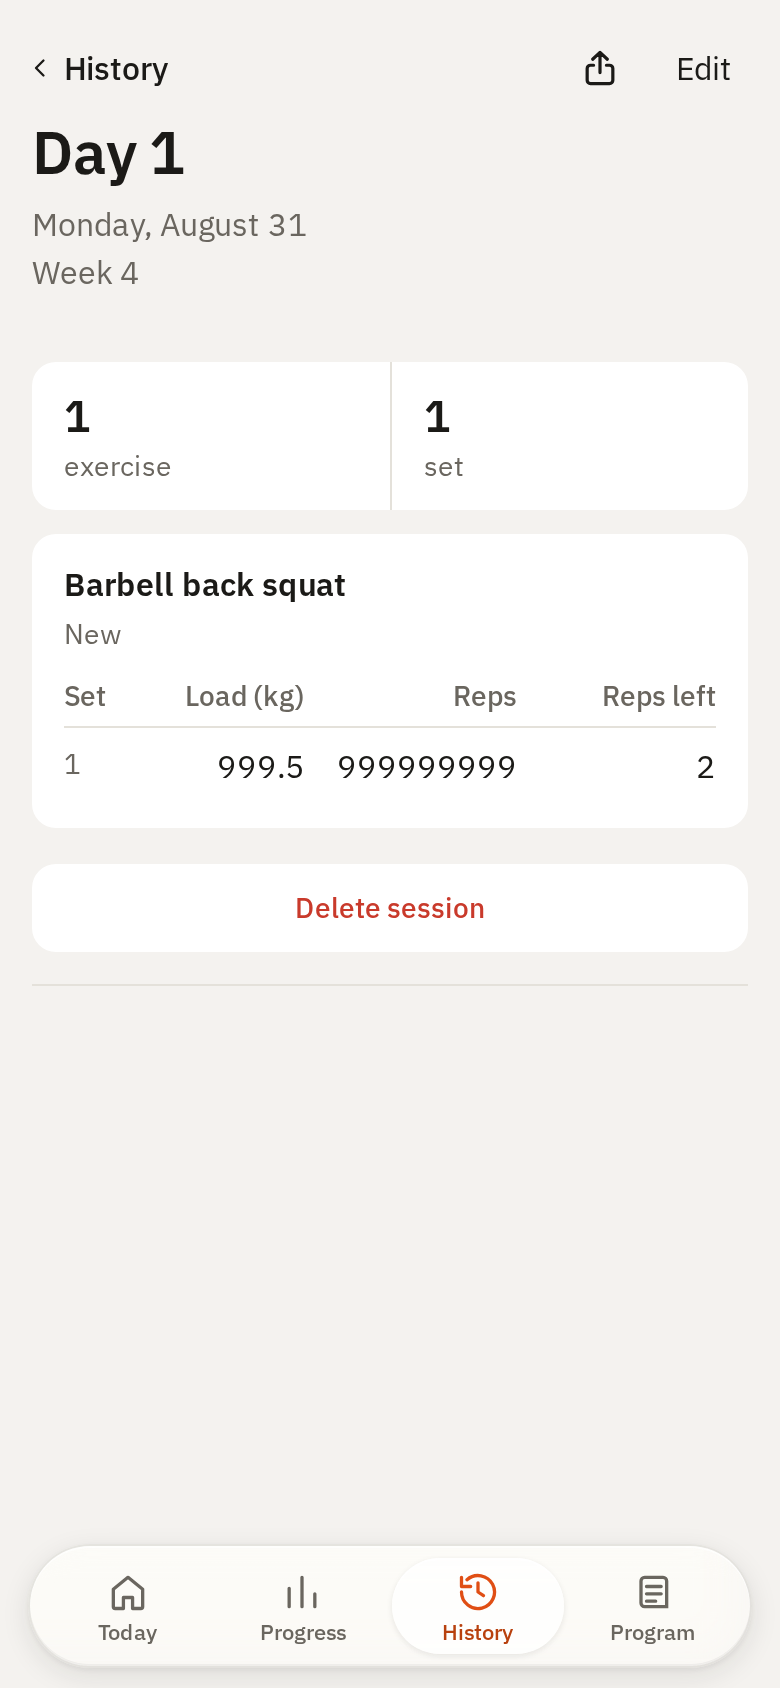 History Edit
Day 1
Monday, August 31
Week 4
1 1
exercise set
Barbell back squat
New
Set Load (kg) Reps Reps left
1 999.5 999999999 2
Delete session
Today Progress History Program